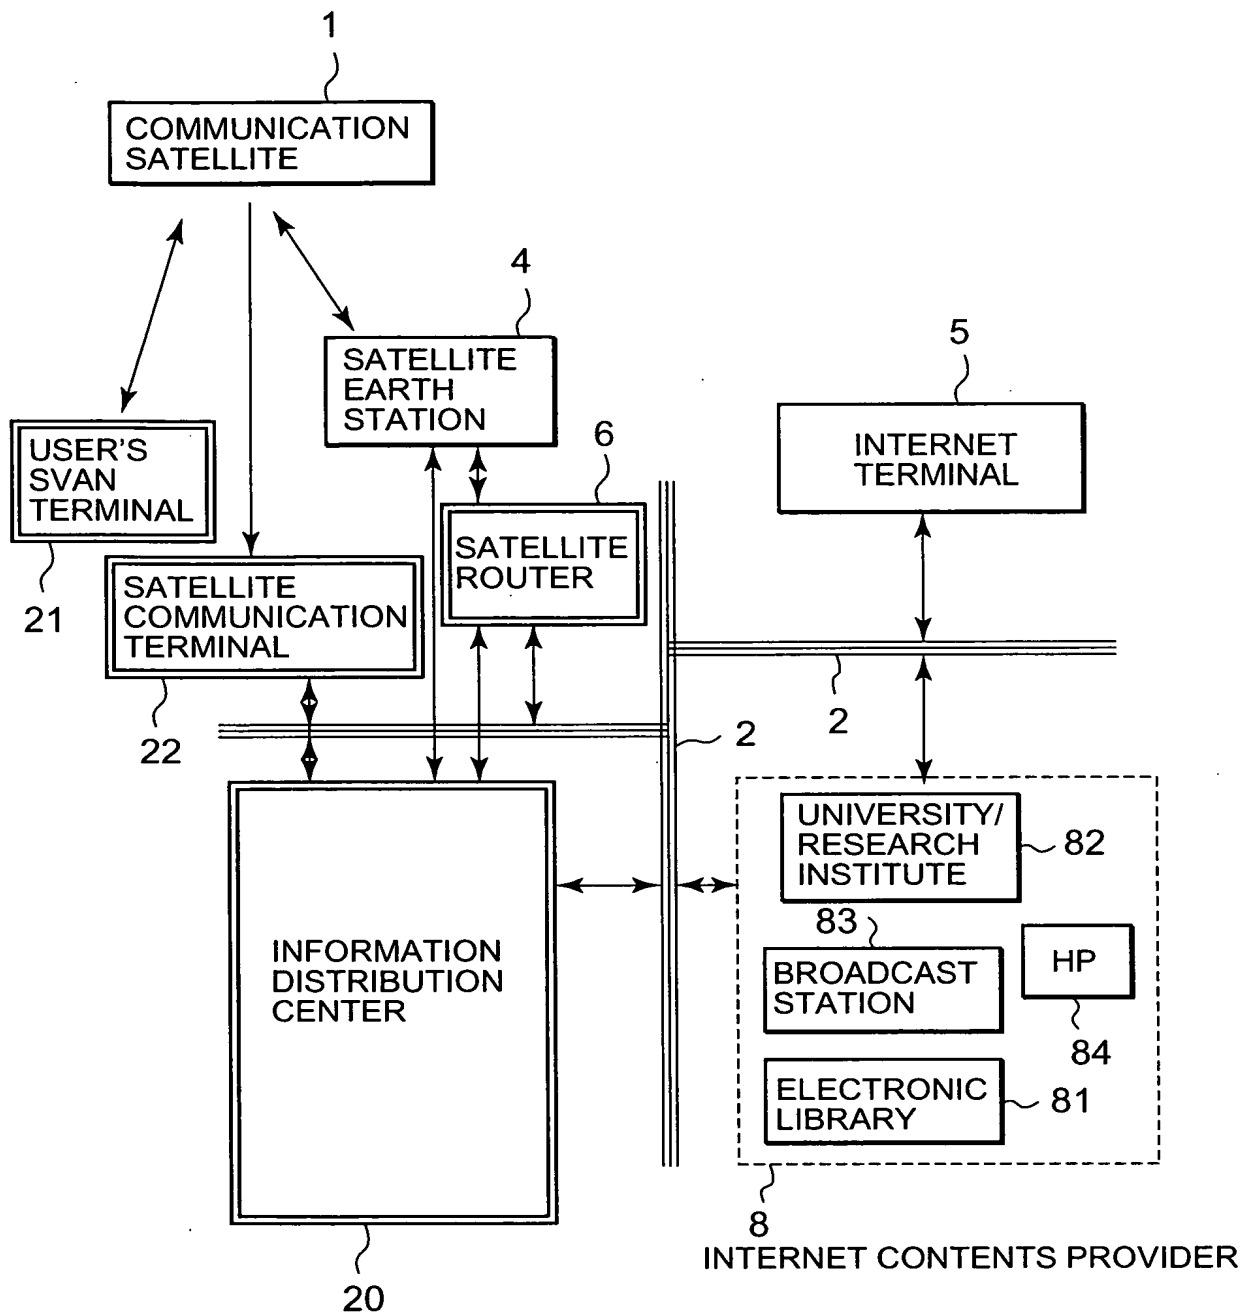 1
COMMUNICATION
SATELLITE
4
SATELLITE
EARTH
STATION
5
INTERNET
TERMINAL
USER'S
SVAN
TERMINAL
21
6
SATELLITE
ROUTER
SATELLITE
COMMUNICATION
TERMINAL
22
2
2
UNIVERSITY/
RESEARCH
INSTITUTE
82
83
BROADCAST
STATION
HP
84
ELECTRONIC
LIBRARY
81
INFORMATION
DISTRIBUTION
CENTER
20
8
INTERNET CONTENTS PROVIDER